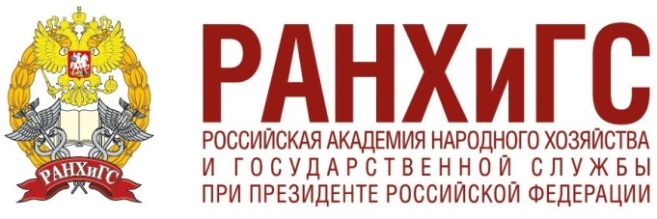 РАНХиГС
РАНХиГС
РОССИЙСКАЯ АКАДЕМИЯ НАРОДНОГО ХОЗЯЙСТВА
И ГОСУДАРСТВЕННОЙ СЛУЖБЫ
ПРИ ПРЕЗИДЕНТЕ РОССИЙСКОЙ ФЕДЕРАЦИИ